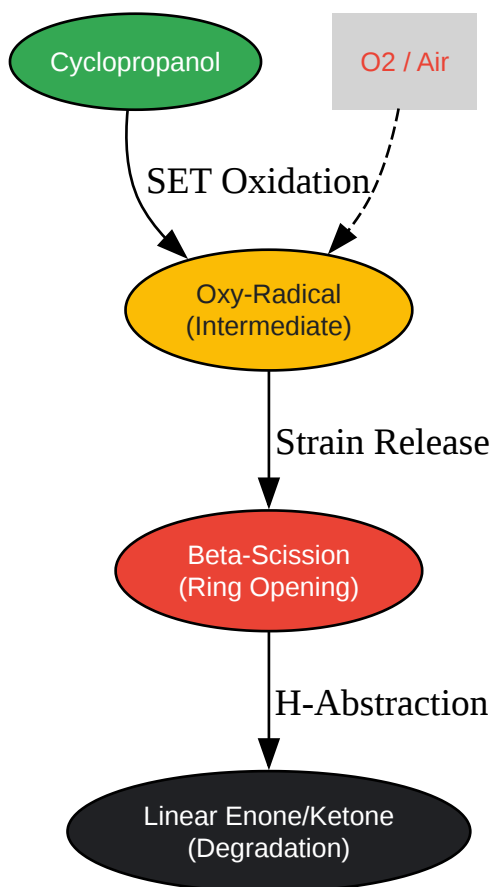 Cyclopropanol
O2 / Air
SET Oxidation
Oxy-Radical
(Intermediate)
Strain Release
Beta-Scission
(Ring Opening)
H-Abstraction
Linear Enone/Ketone
(Degradation)